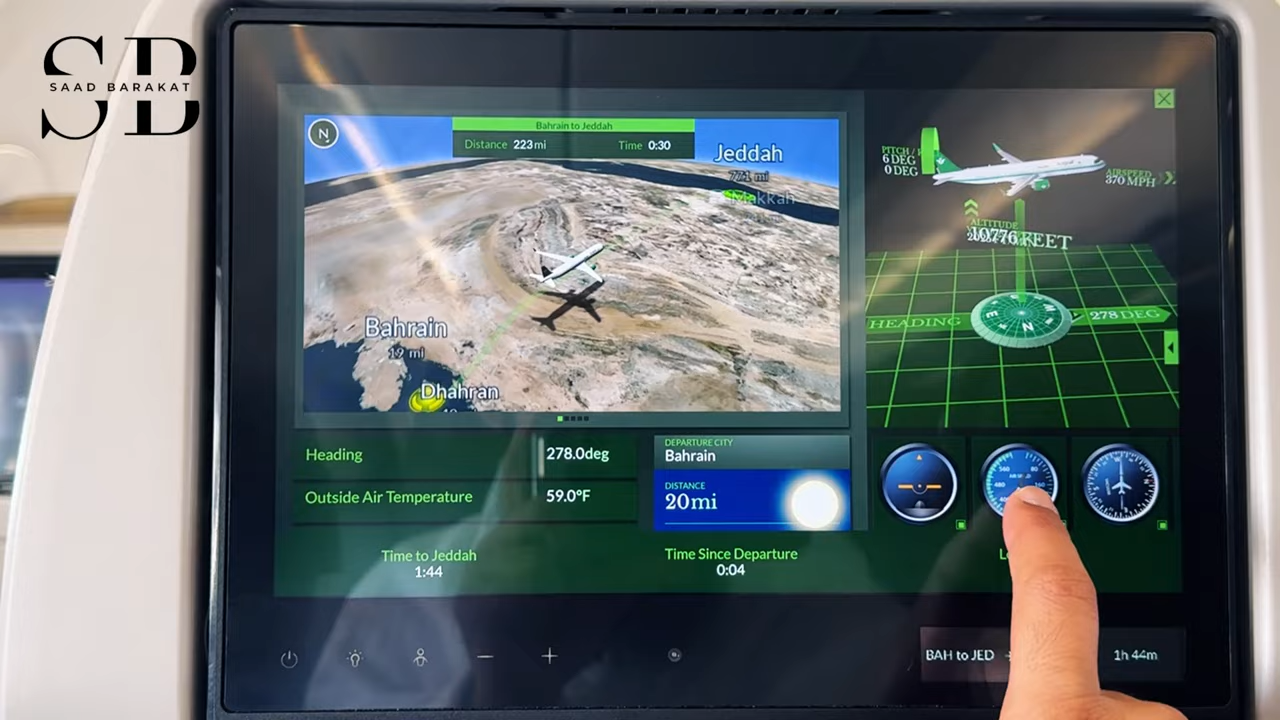 SB
SAAD BARAKAT
N
Bahrain to Jeddah
Distance 223mi Time 0:30
Jeddah
771 mi
Makkah
Bahrain
19 mi
Dhahran
PITCH /
6 DEG
0 DEG
AIRSPEED
370 MPH
ALTITUDE
10776 FEET
HEADING
278 DEG
E
N
W
Heading 278.0deg
Outside Air Temperature 59.0°F
DEPARTURE CITY
Bahrain
DISTANCE
20mi
Time to Jeddah
1:44
Time Since Departure
0:04
BAH to JED
1h 44m